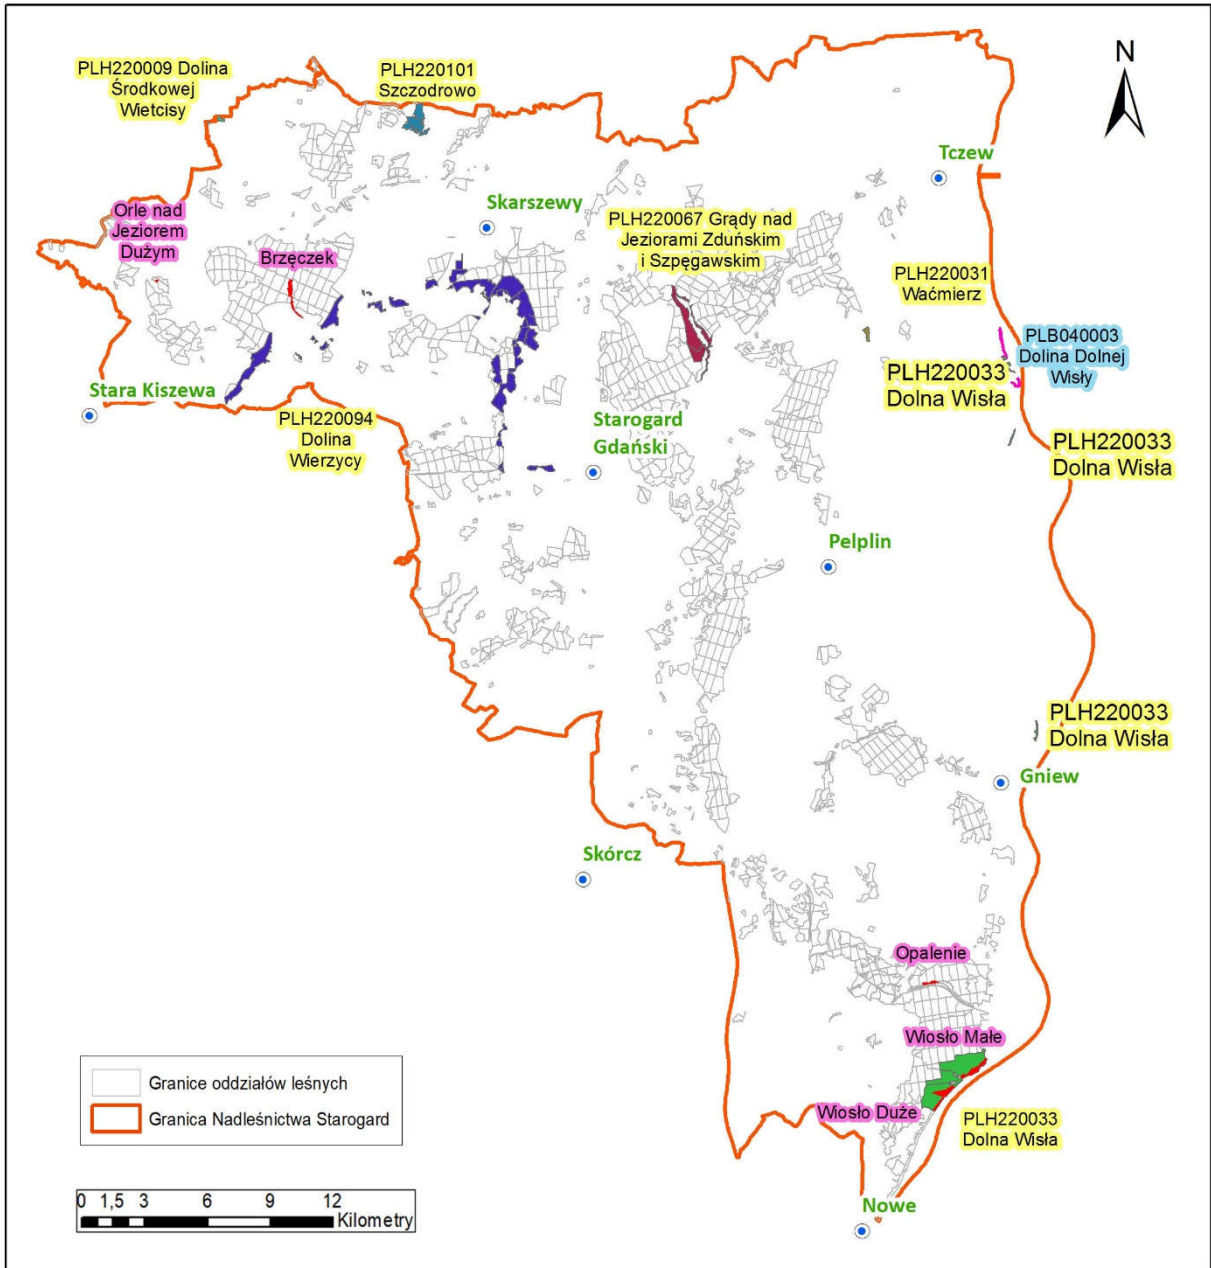 PLH220009 Dolina
Środkowej
Wietcisy
PLH220101
Szczodrowo
N
Tczew
Orle nad
Jeziorem
Dużym
Skarszewy
Brzęczek
PLH220067 Grądy nad
Jeziorami Zduńskim
i Szpęgawskim
PLH220031
Waćmierz
PLB040003
Dolina Dolnej
Wisły
PLH220033
Dolna Wisła
Stara Kiszewa
PLH220094
Dolina
Wierzycy
Starogard
Gdański
PLH220033
Dolna Wisła
Pelplin
PLH220033
Dolna Wisła
Gniew
Skórcz
Opalenie
Wiosło Małe
Wiosło Duże
PLH220033
Dolna Wisła
Nowe
Granice oddziałów leśnych
Granica Nadleśnictwa Starogard
0 1,5 3 6 9 12
Kilometry